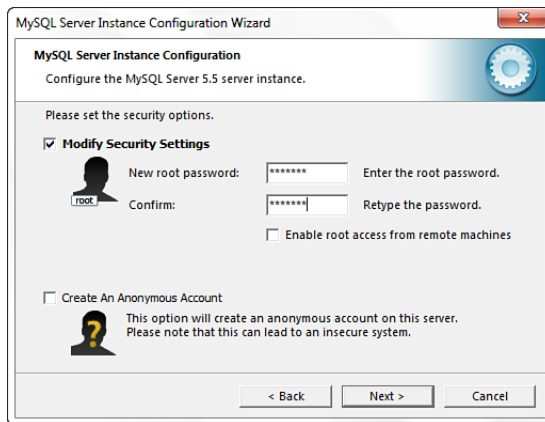 MySQL Server Instance Configuration Wizard
MySQL Server Instance Configuration
Configure the MySQL Server 5.5 server instance.
Please set the security options.
Modify Security Settings
New root password: ******* Enter the root password.
root
Confirm: ******* Retype the password.
Enable root access from remote machines
Create An Anonymous Account
This option will create an anonymous account on this server.
Please note that this can lead to an insecure system.
?
< Back Next > Cancel